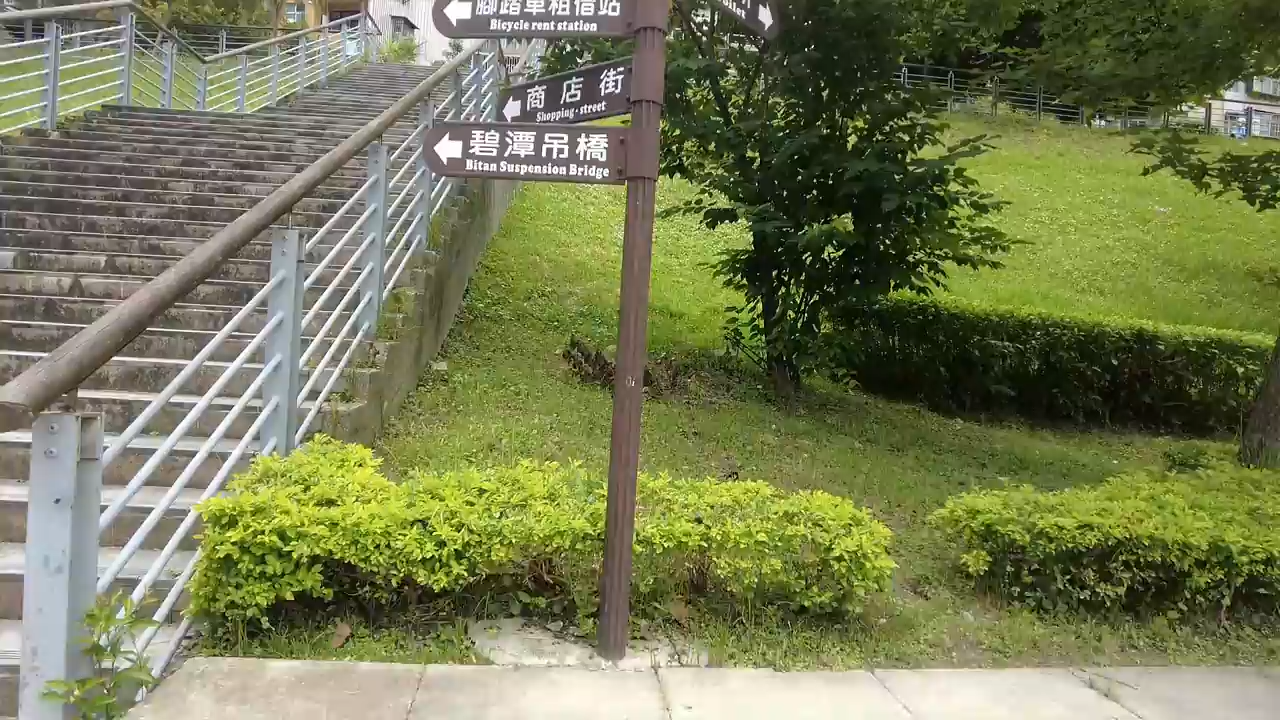 腳踏車租借站
Bicycle rent station
商店街
Shopping-street
碧潭吊橋
Bitan Suspension Bridge